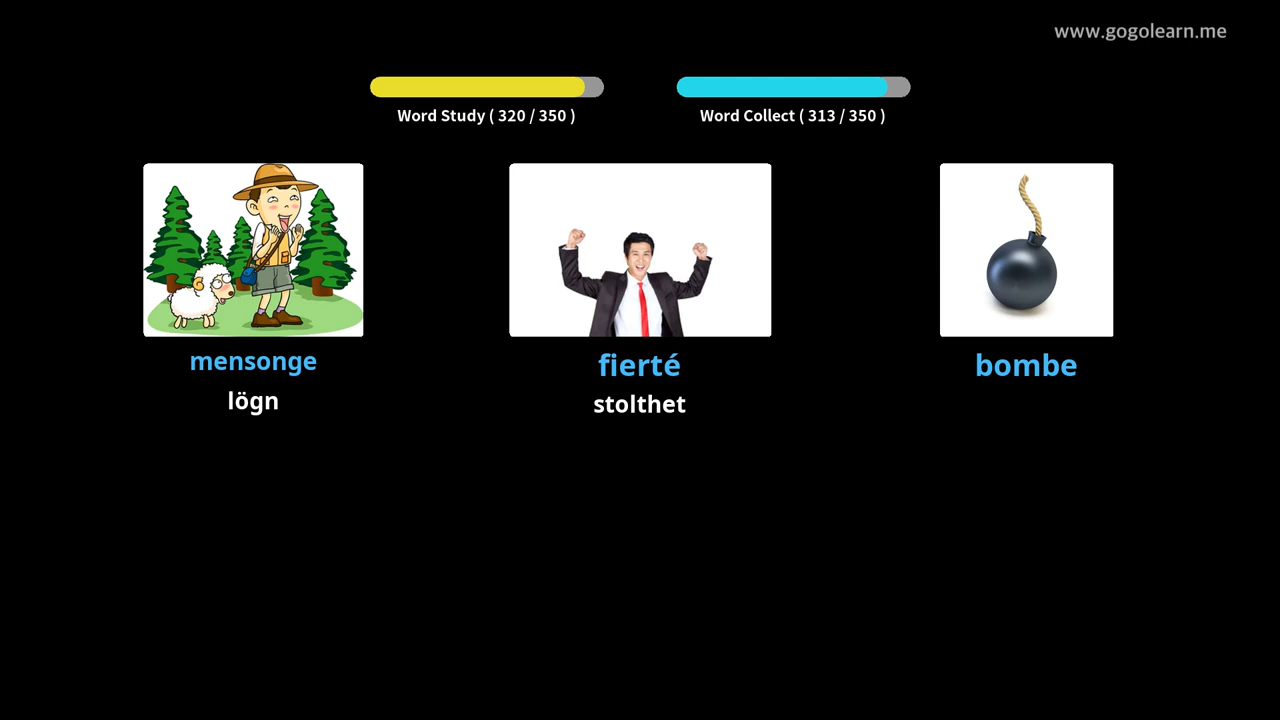 www.gogolearn.me
Word Study ( 320 / 350 )
Word Collect ( 313 / 350 )
mensonge
lögn
fierté
stolthet
bombe